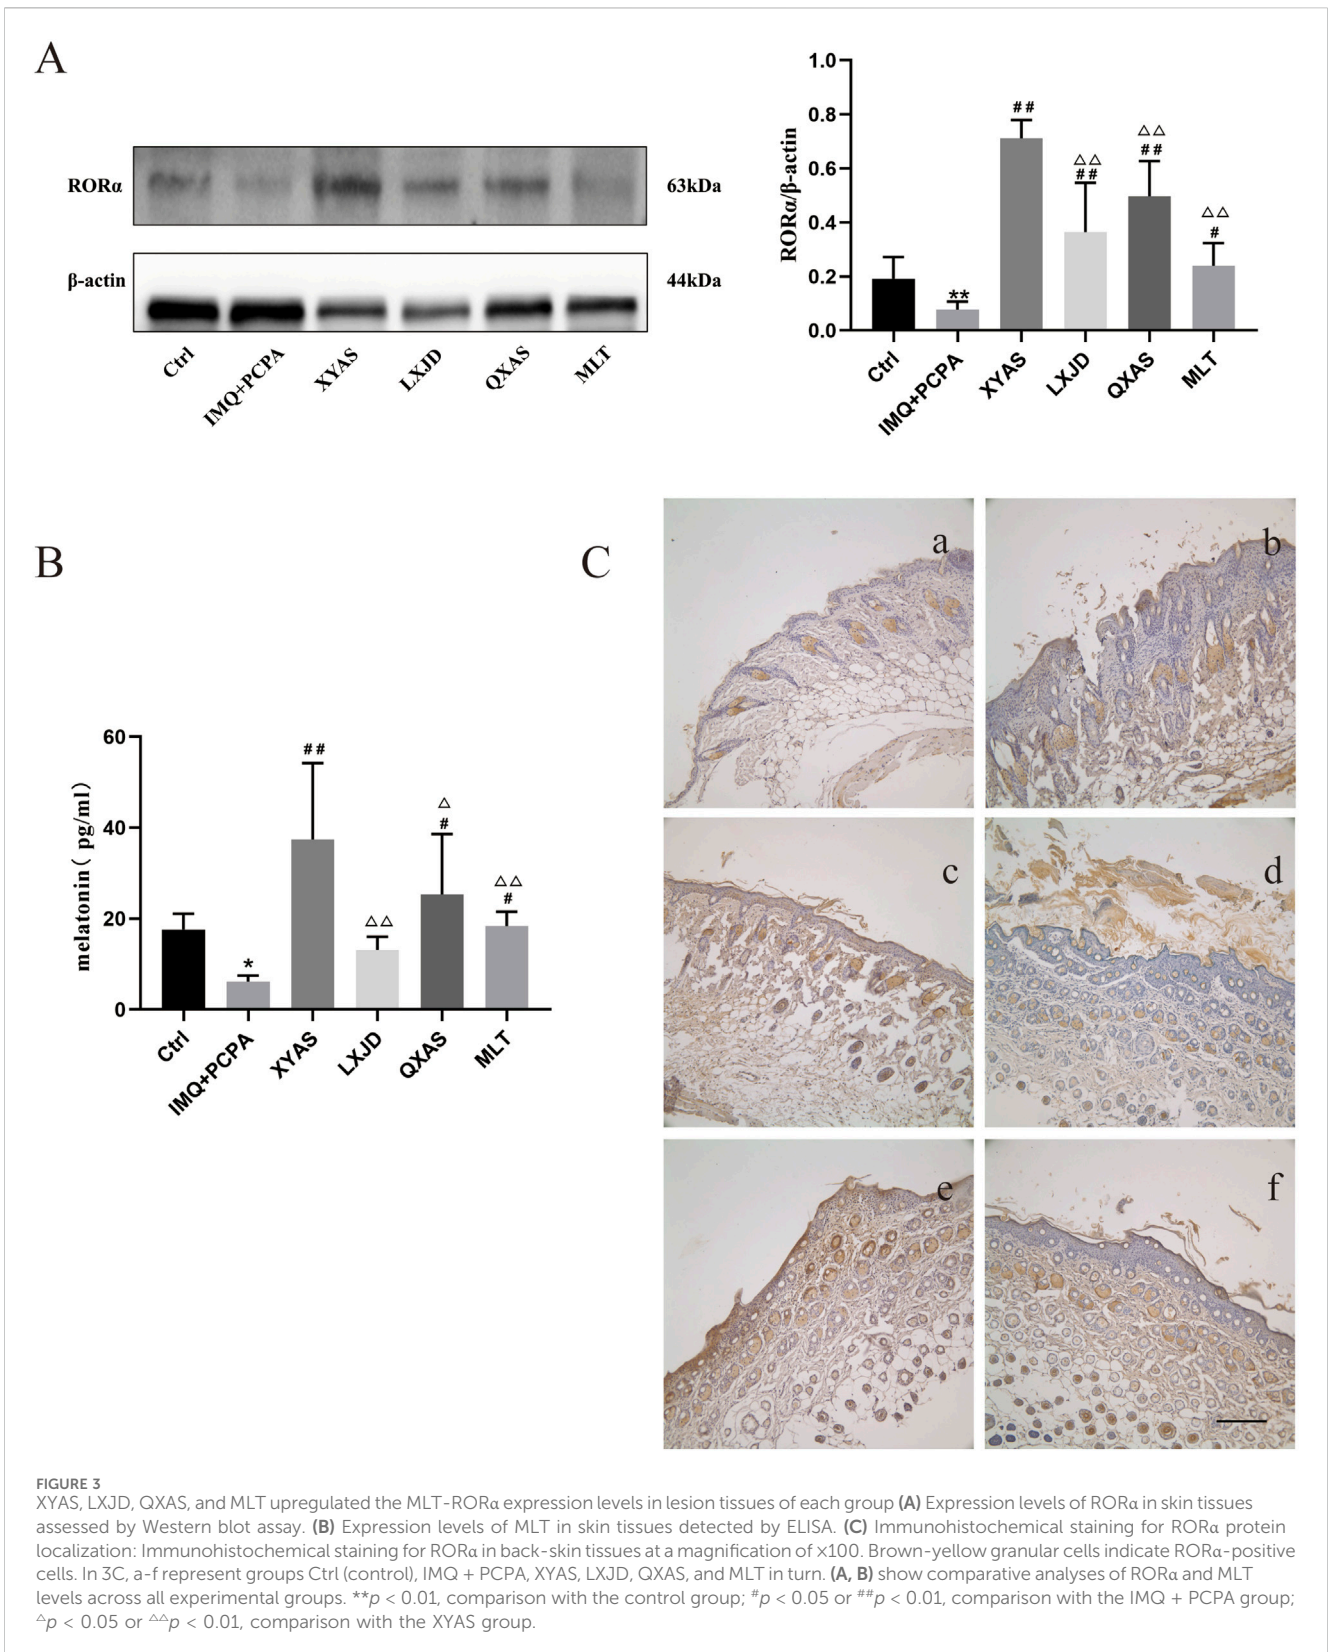 A
RORα
63kDa
β-actin
44kDa
Ctrl
IMQ+PCPA
XYAS
LXJD
QXAS
MLT
RORα/β-actin
1.0
0.8
0.6
0.4
0.2
0.0
**
##
△△
##
△△
##
△△
#
Ctrl
IMQ+PCPA
XYAS
LXJD
QXAS
MLT
B
melatonin( pg/ml)
60
40
20
0
*
##
△△
△
#
△△
#
Ctrl
IMQ+PCPA
XYAS
LXJD
QXAS
MLT
C
a
b
c
d
e
f
FIGURE 3
XYAS, LXJD, QXAS, and MLT upregulated the MLT-RORα expression levels in lesion tissues of each group (A) Expression levels of RORα in skin tissues
assessed by Western blot assay. (B) Expression levels of MLT in skin tissues detected by ELISA. (C) Immunohistochemical staining for RORα protein
localization: Immunohistochemical staining for RORα in back-skin tissues at a magnification of ×100. Brown-yellow granular cells indicate RORα-positive
cells. In 3C, a-f represent groups Ctrl (control), IMQ + PCPA, XYAS, LXJD, QXAS, and MLT in turn. (A, B) show comparative analyses of RORα and MLT
levels across all experimental groups. **p < 0.01, comparison with the control group; #p < 0.05 or ##p < 0.01, comparison with the IMQ + PCPA group;
△p < 0.05 or △△p < 0.01, comparison with the XYAS group.